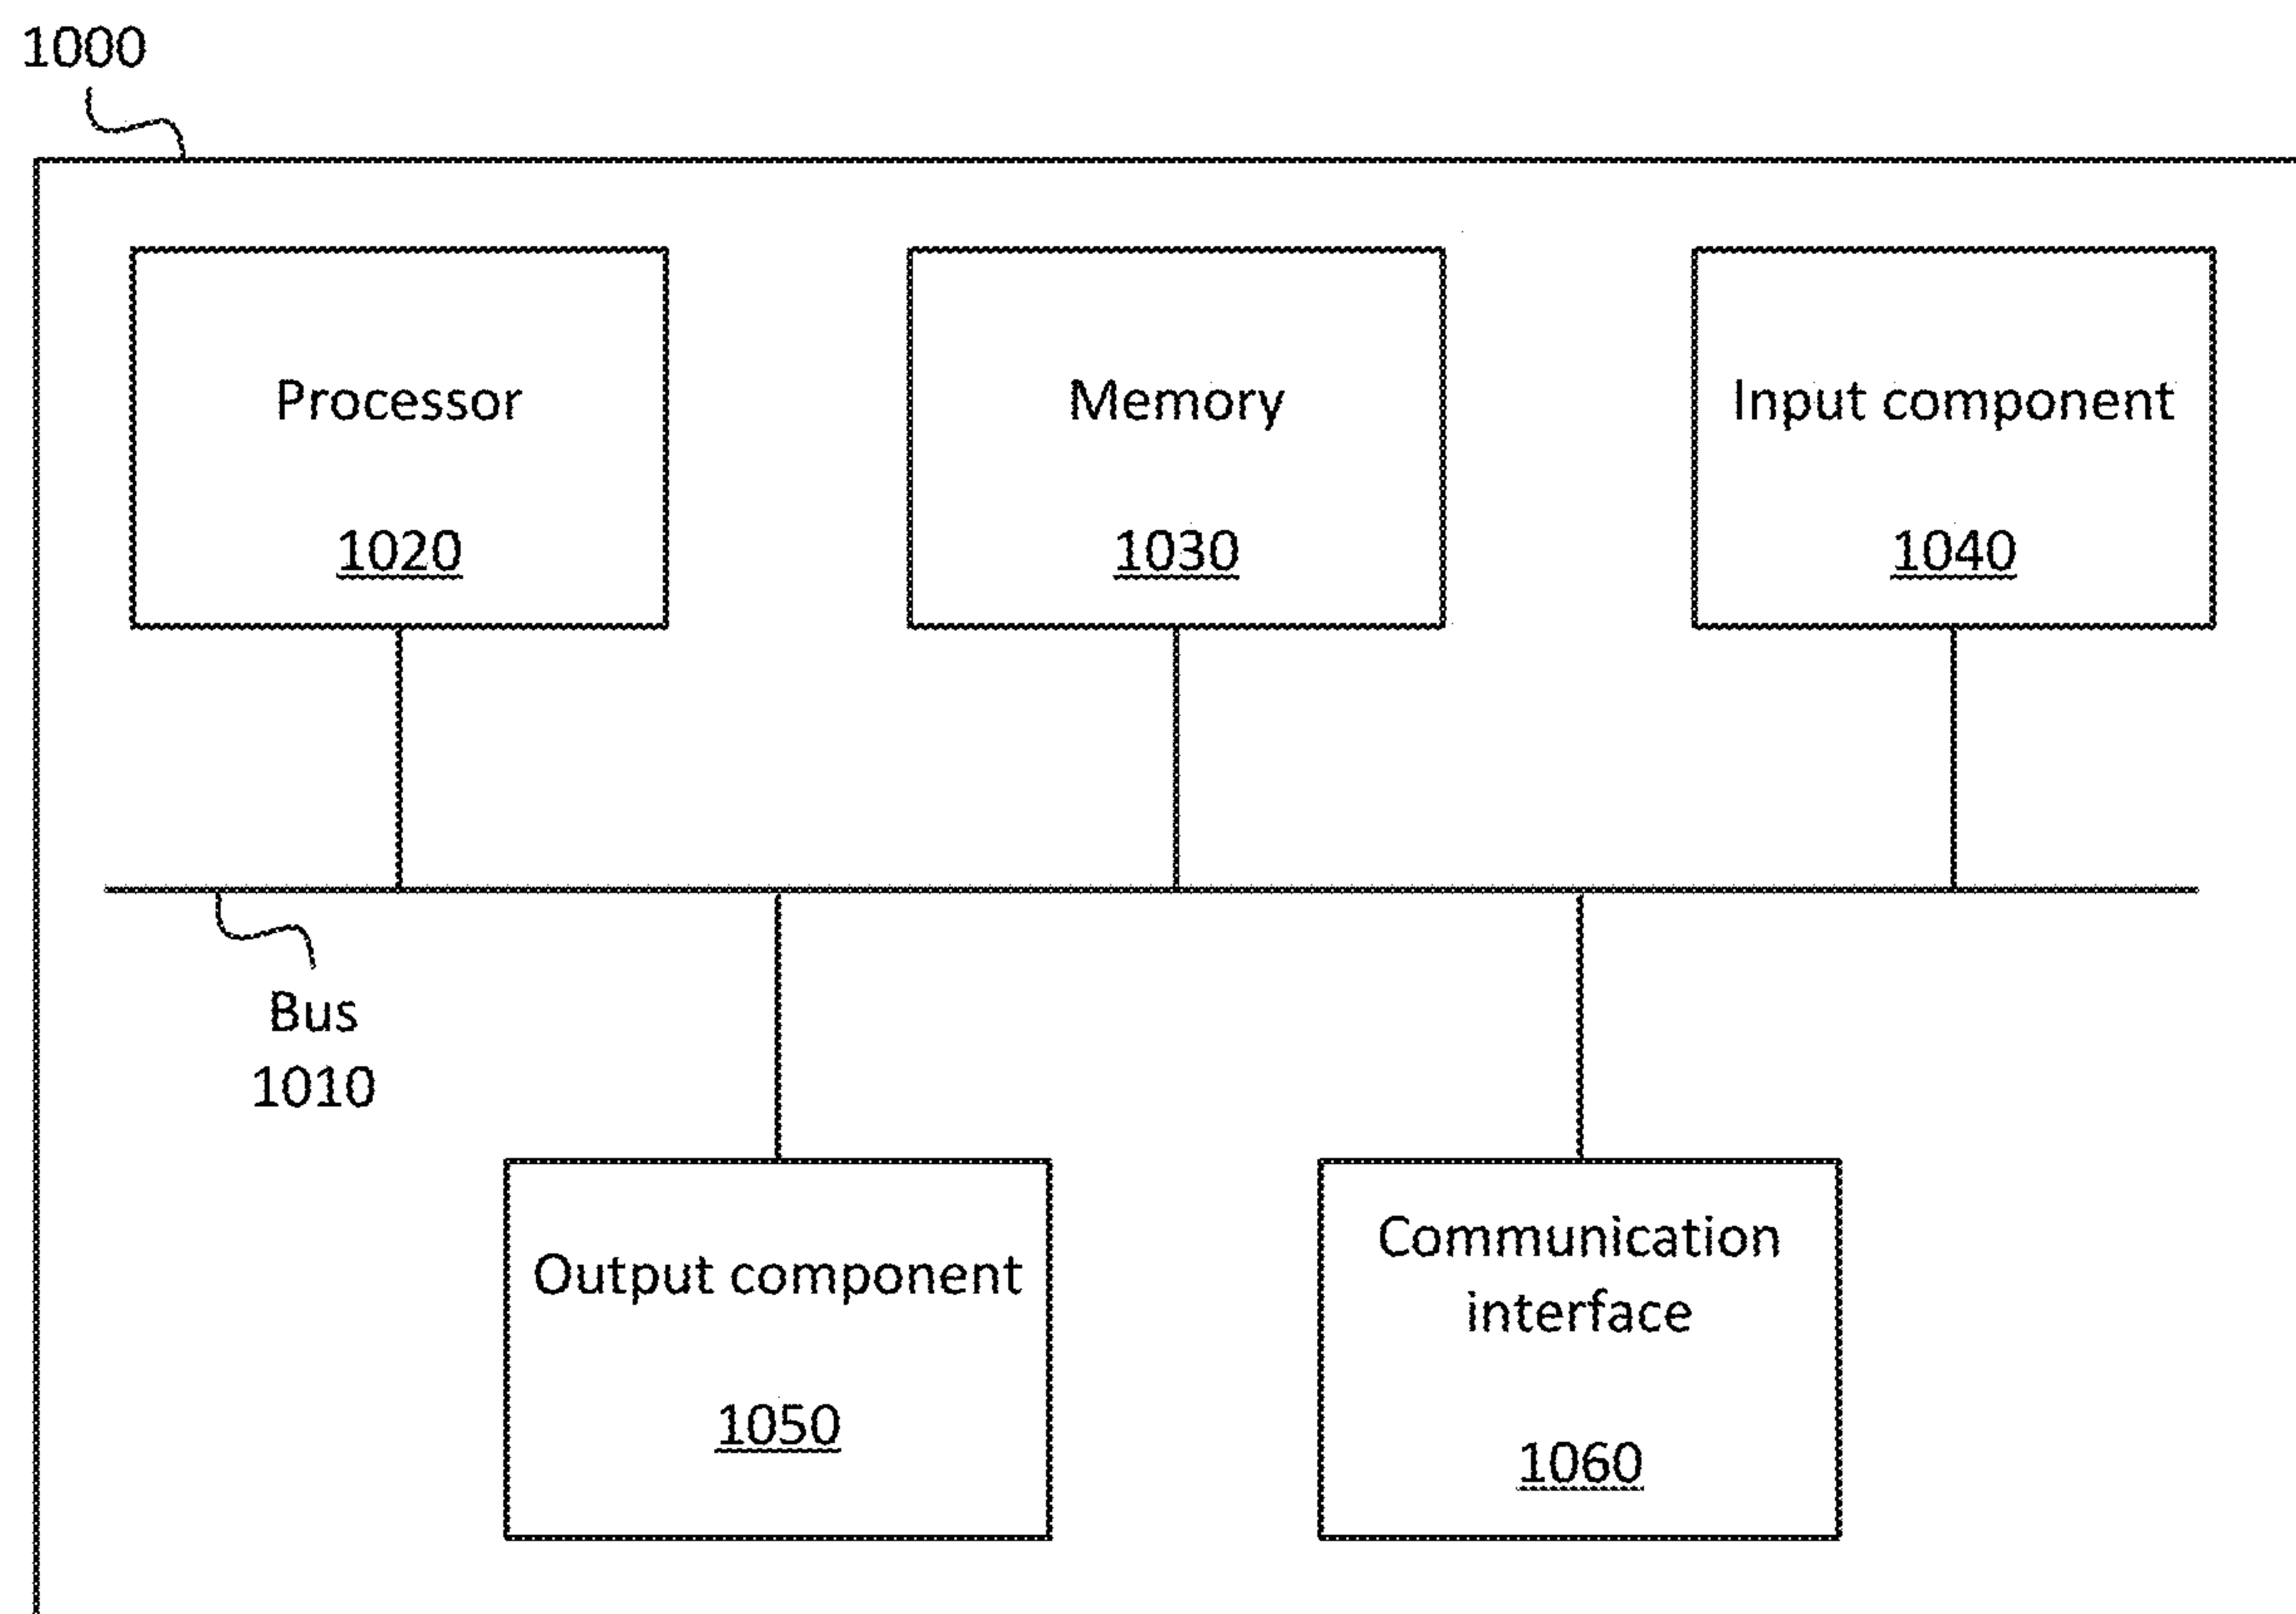 1000
Processor
1020
Memory
1030
Input component
1040
Bus
1010
Output component
1050
Communication
interface
1060